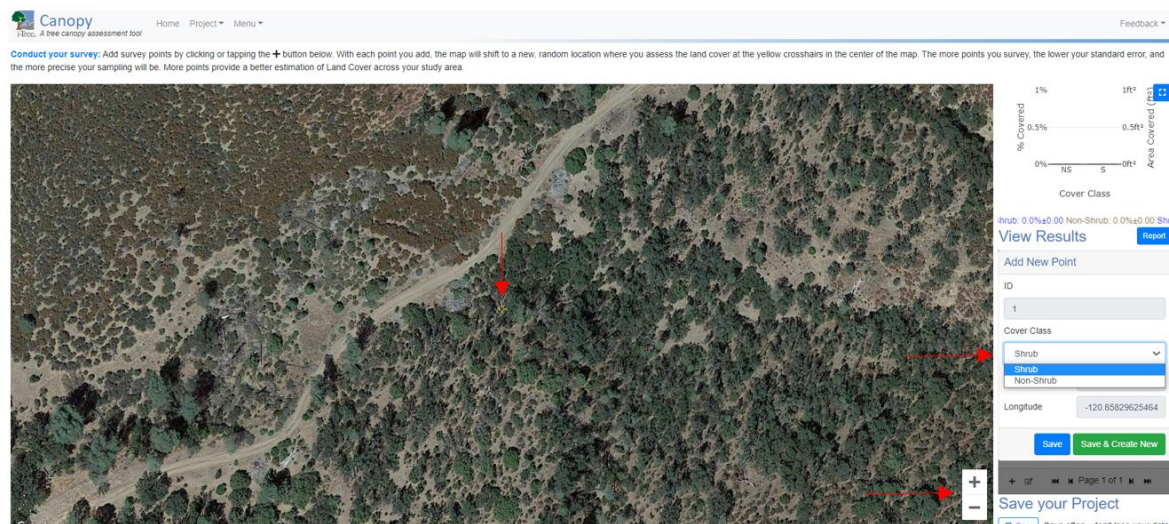 Canopy
i-Tree. A tree canopy assessment tool
Home Project Menu
Feedback
Conduct your survey: Add survey points by clicking or tapping the + button below. With each point you add, the map will shift to a new, random location where you assess the land cover at the yellow crosshairs in the center of the map. The more points you survey, the lower your standard error, and
the more precise your sampling will be. More points provide a better estimation of Land Cover across your study area.
1% 1ft²
0.5% 0.5ft²
0% 0ft²
% Covered
Area Covered (ft²)
NS S
Cover Class
hrub: 0.0%±0.00 Non-Shrub: 0.0%±0.00 Sh
View Results
Report
Add New Point
ID
1
Cover Class
Shrub
Shrub
Non-Shrub
Longitude -120.85829625464
Save Save & Create New
+ Page 1 of 1
+
−
Save your Project